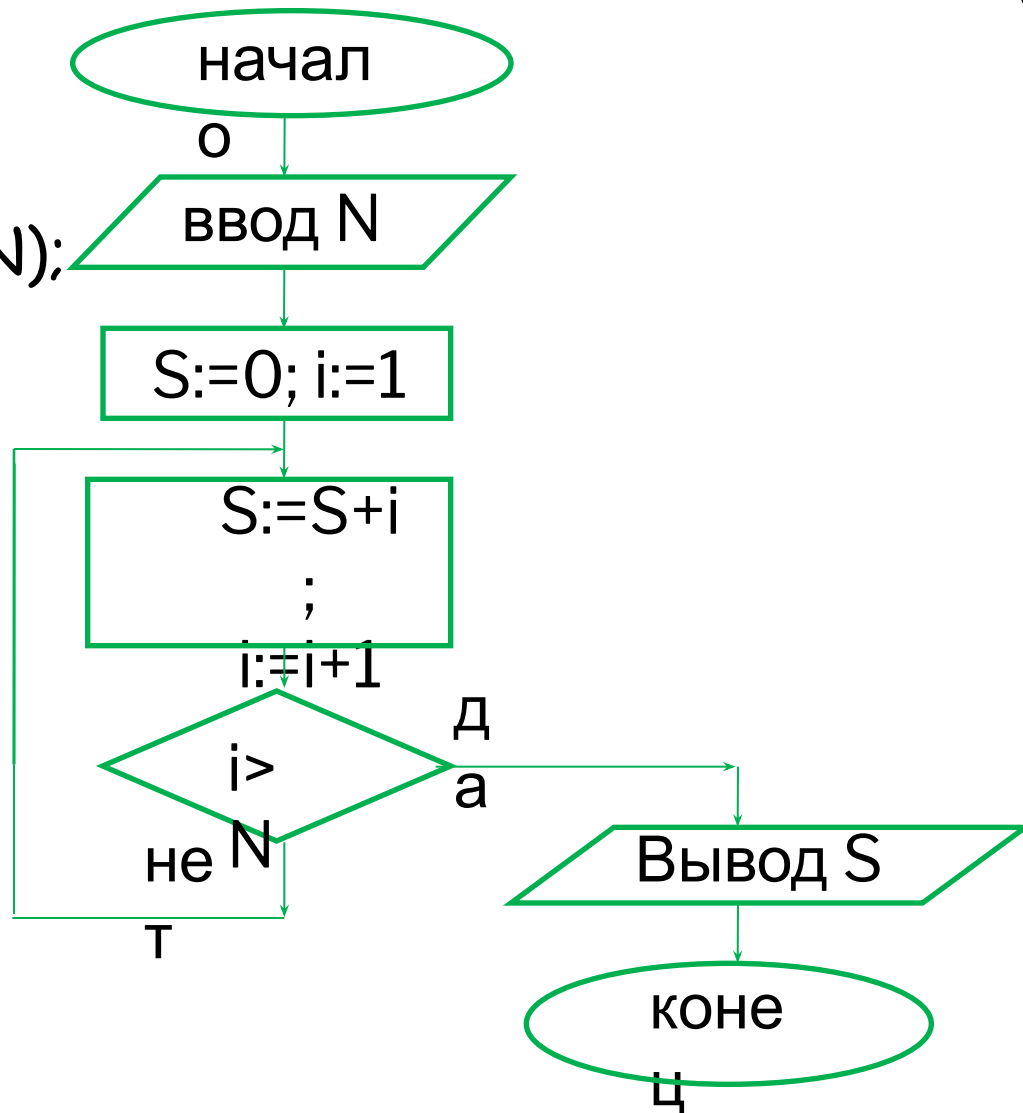 начал
о
ввод N
N);
S:=0; i:=1
S:=S+i
;
i:=i+1
д
а
i>
N
не
т
Вывод S
коне
ц